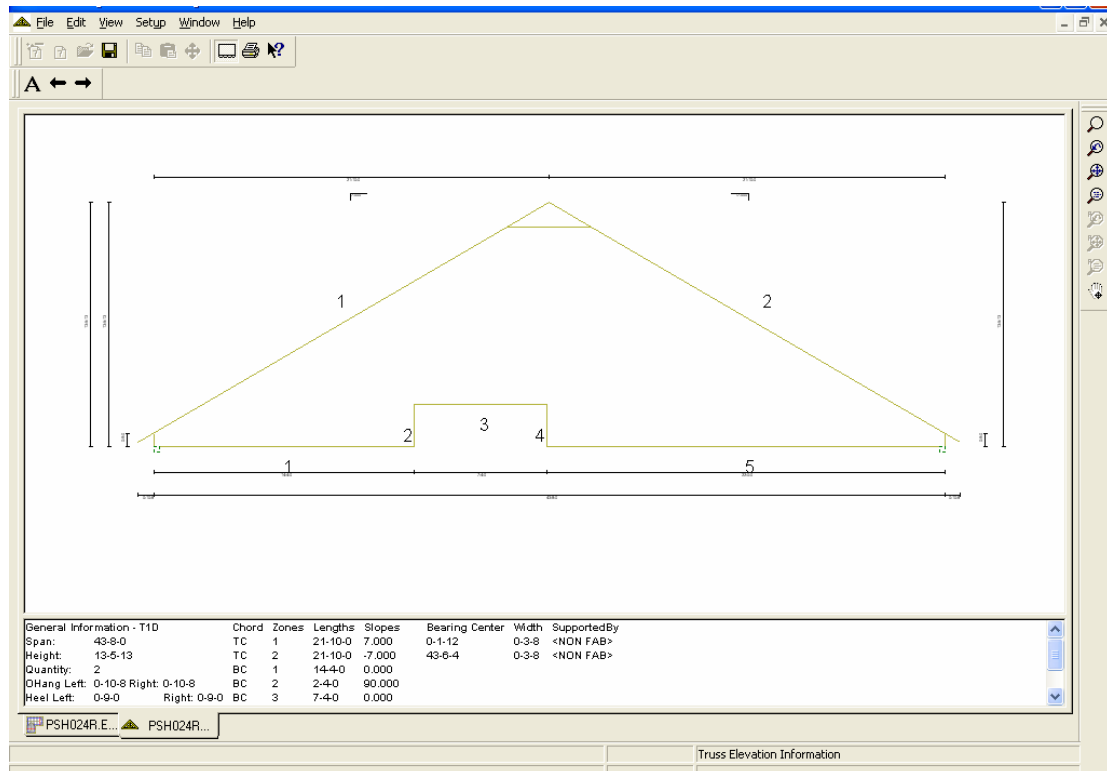 File Edit View Setup Window Help
A
1
2
2
3
4
1
5
General Information - T1D Chord Zones Lengths Slopes Bearing Center Width SupportedBy
Span: 43-8-0 TC 1 21-10-0 7.000 0-1-12 0-3-8 <NON FAB>
Height: 13-5-13 TC 2 21-10-0 -7.000 43-6-4 0-3-8 <NON FAB>
Quantity: 2 BC 1 14-4-0 0.000
OHang Left: 0-10-8 Right: 0-10-8 BC 2 2-4-0 90.000
Heel Left: 0-9-0 Right: 0-9-0 BC 3 7-4-0 0.000
PSH024R.E... PSH024R...
Truss Elevation Information